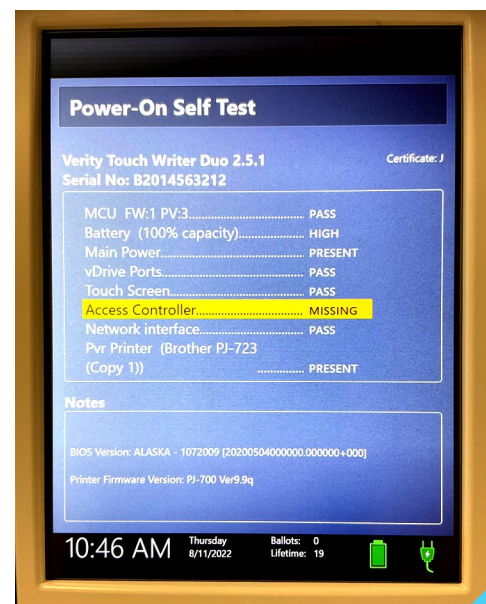 Power-On Self Test
Verity Touch Writer Duo 2.5.1 Certificate: J
Serial No: B2014563212
MCU FW:1 PV:3 PASS
Battery (100% capacity) HIGH
Main Power PRESENT
vDrive Ports PASS
Touch Screen PASS
Access Controller MISSING
Network interface PASS
Pvr Printer (Brother PJ-723
(Copy 1)) PRESENT
Notes
BIOS Version: ALASKA - 1072009 [20200504000000.000000+000]
Printer Firmware Version: PJ-700 Ver9.9q
10:46 AM Thursday Ballots: 0
8/11/2022 Lifetime: 19